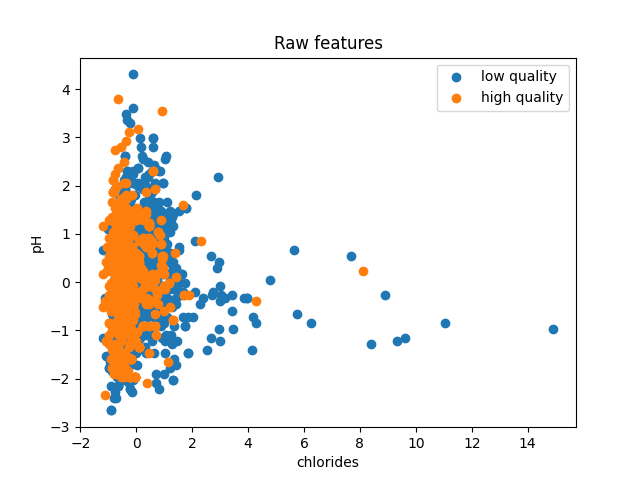 Raw features
low quality
high quality
4
3
2
1
0
−1
−2
−3
pH
−2 0 2 4 6 8 10 12 14
chlorides